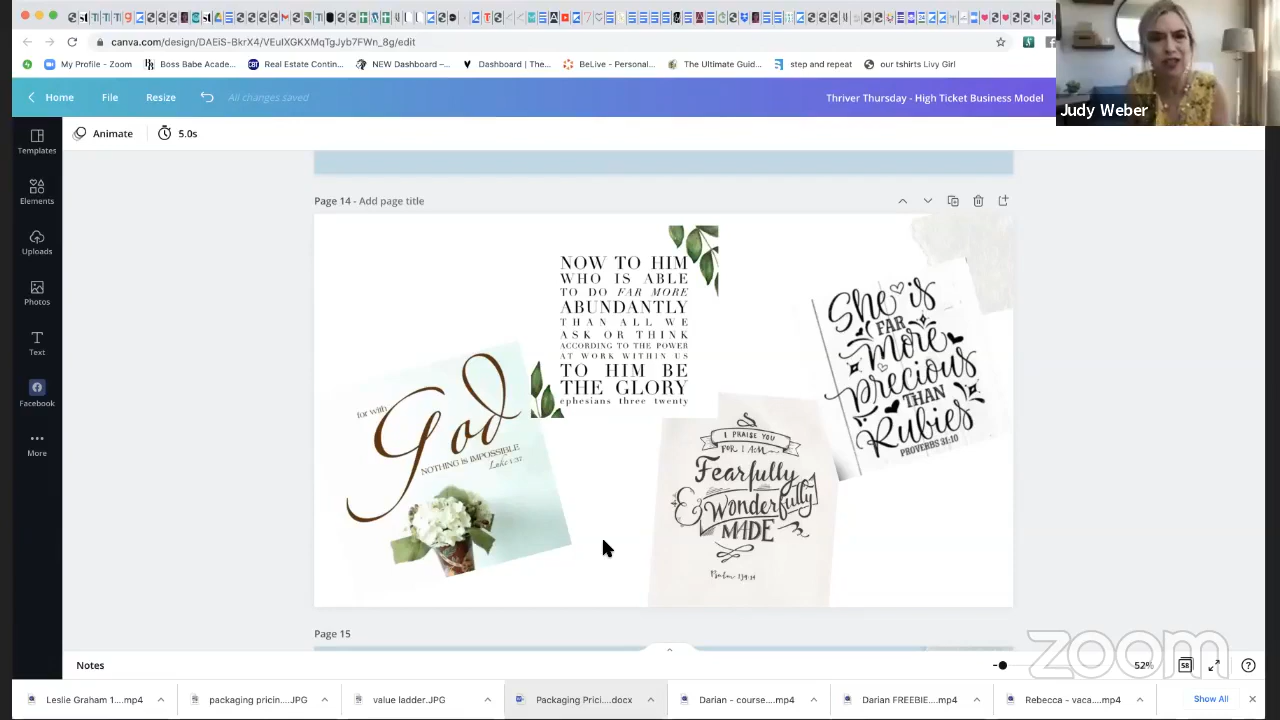 canva.com/design/DAEiS-BkrX4/VEuIXGKXMqTgJyb7FWn_8g/edit
My Profile - Zoom
Boss Babe Acade...
Real Estate Contin...
NEW Dashboard –...
Dashboard | The...
BeLive - Personal...
The Ultimate Guid...
step and repeat
our tshirts Livy Girl
Home
File
Resize
All changes saved
Thriver Thursday - High Ticket Business Model
Judy Weber
Animate
5.0s
Templates
Elements
Uploads
Photos
Text
Facebook
More
Page 14 - Add page title
for with
God
NOTHING IS IMPOSSIBLE
Luke 1:37
NOW TO HIM
WHO IS ABLE
TO DO FAR MORE
ABUNDANTLY
THAN ALL WE
ASK OR THINK
ACCORDING TO THE POWER
AT WORK WITHIN US
TO HIM BE
THE GLORY
ephesians three twenty
I PRAISE YOU
FOR I AM
Fearfully
& Wonderfully
MADE
Psalm 139:14
She is
FAR
more
precious
THAN
Rubies
PROVERBS 31:10
Page 15
zoom
Notes
52%
58
Leslie Graham 1....mp4
packaging pricin....JPG
value ladder.JPG
Packaging Prici....docx
Darian - course....mp4
Darian FREEBIE....mp4
Rebecca - vaca....mp4
Show All